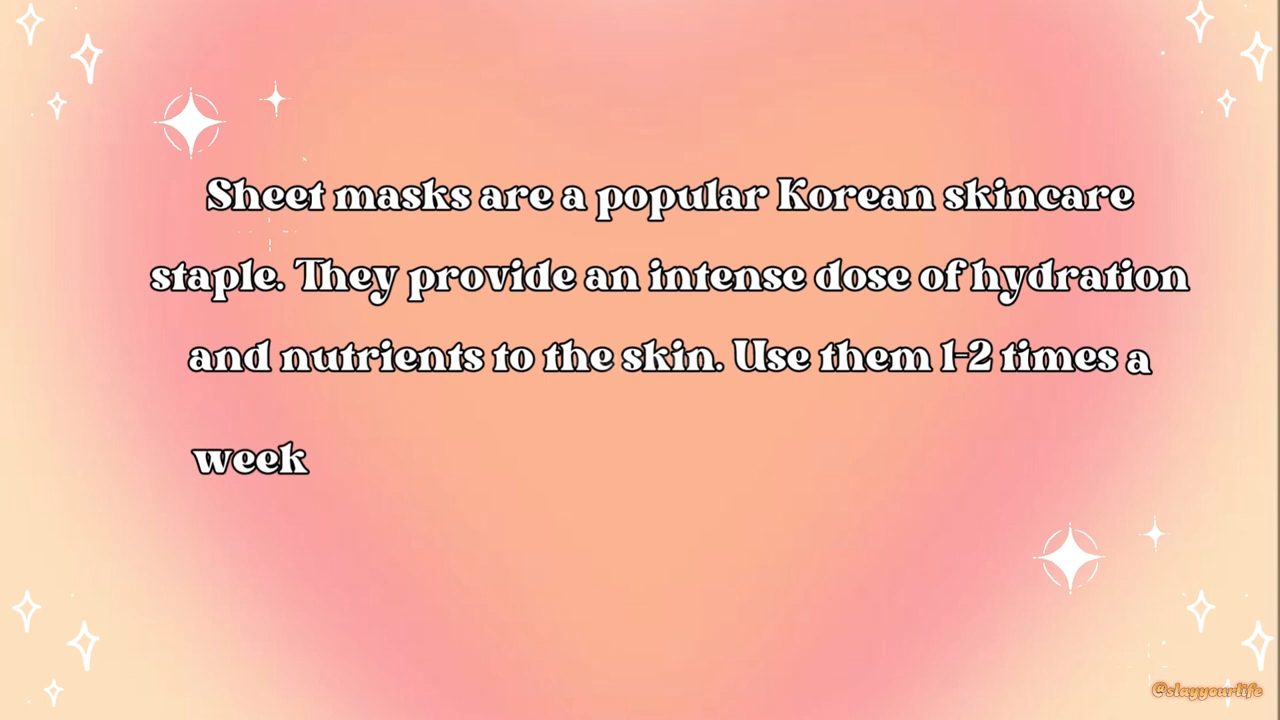 Sheet masks are a popular Korean skincare
staple. They provide an intense dose of hydration
and nutrients to the skin. Use them 1-2 times a
week
@slayyourlife